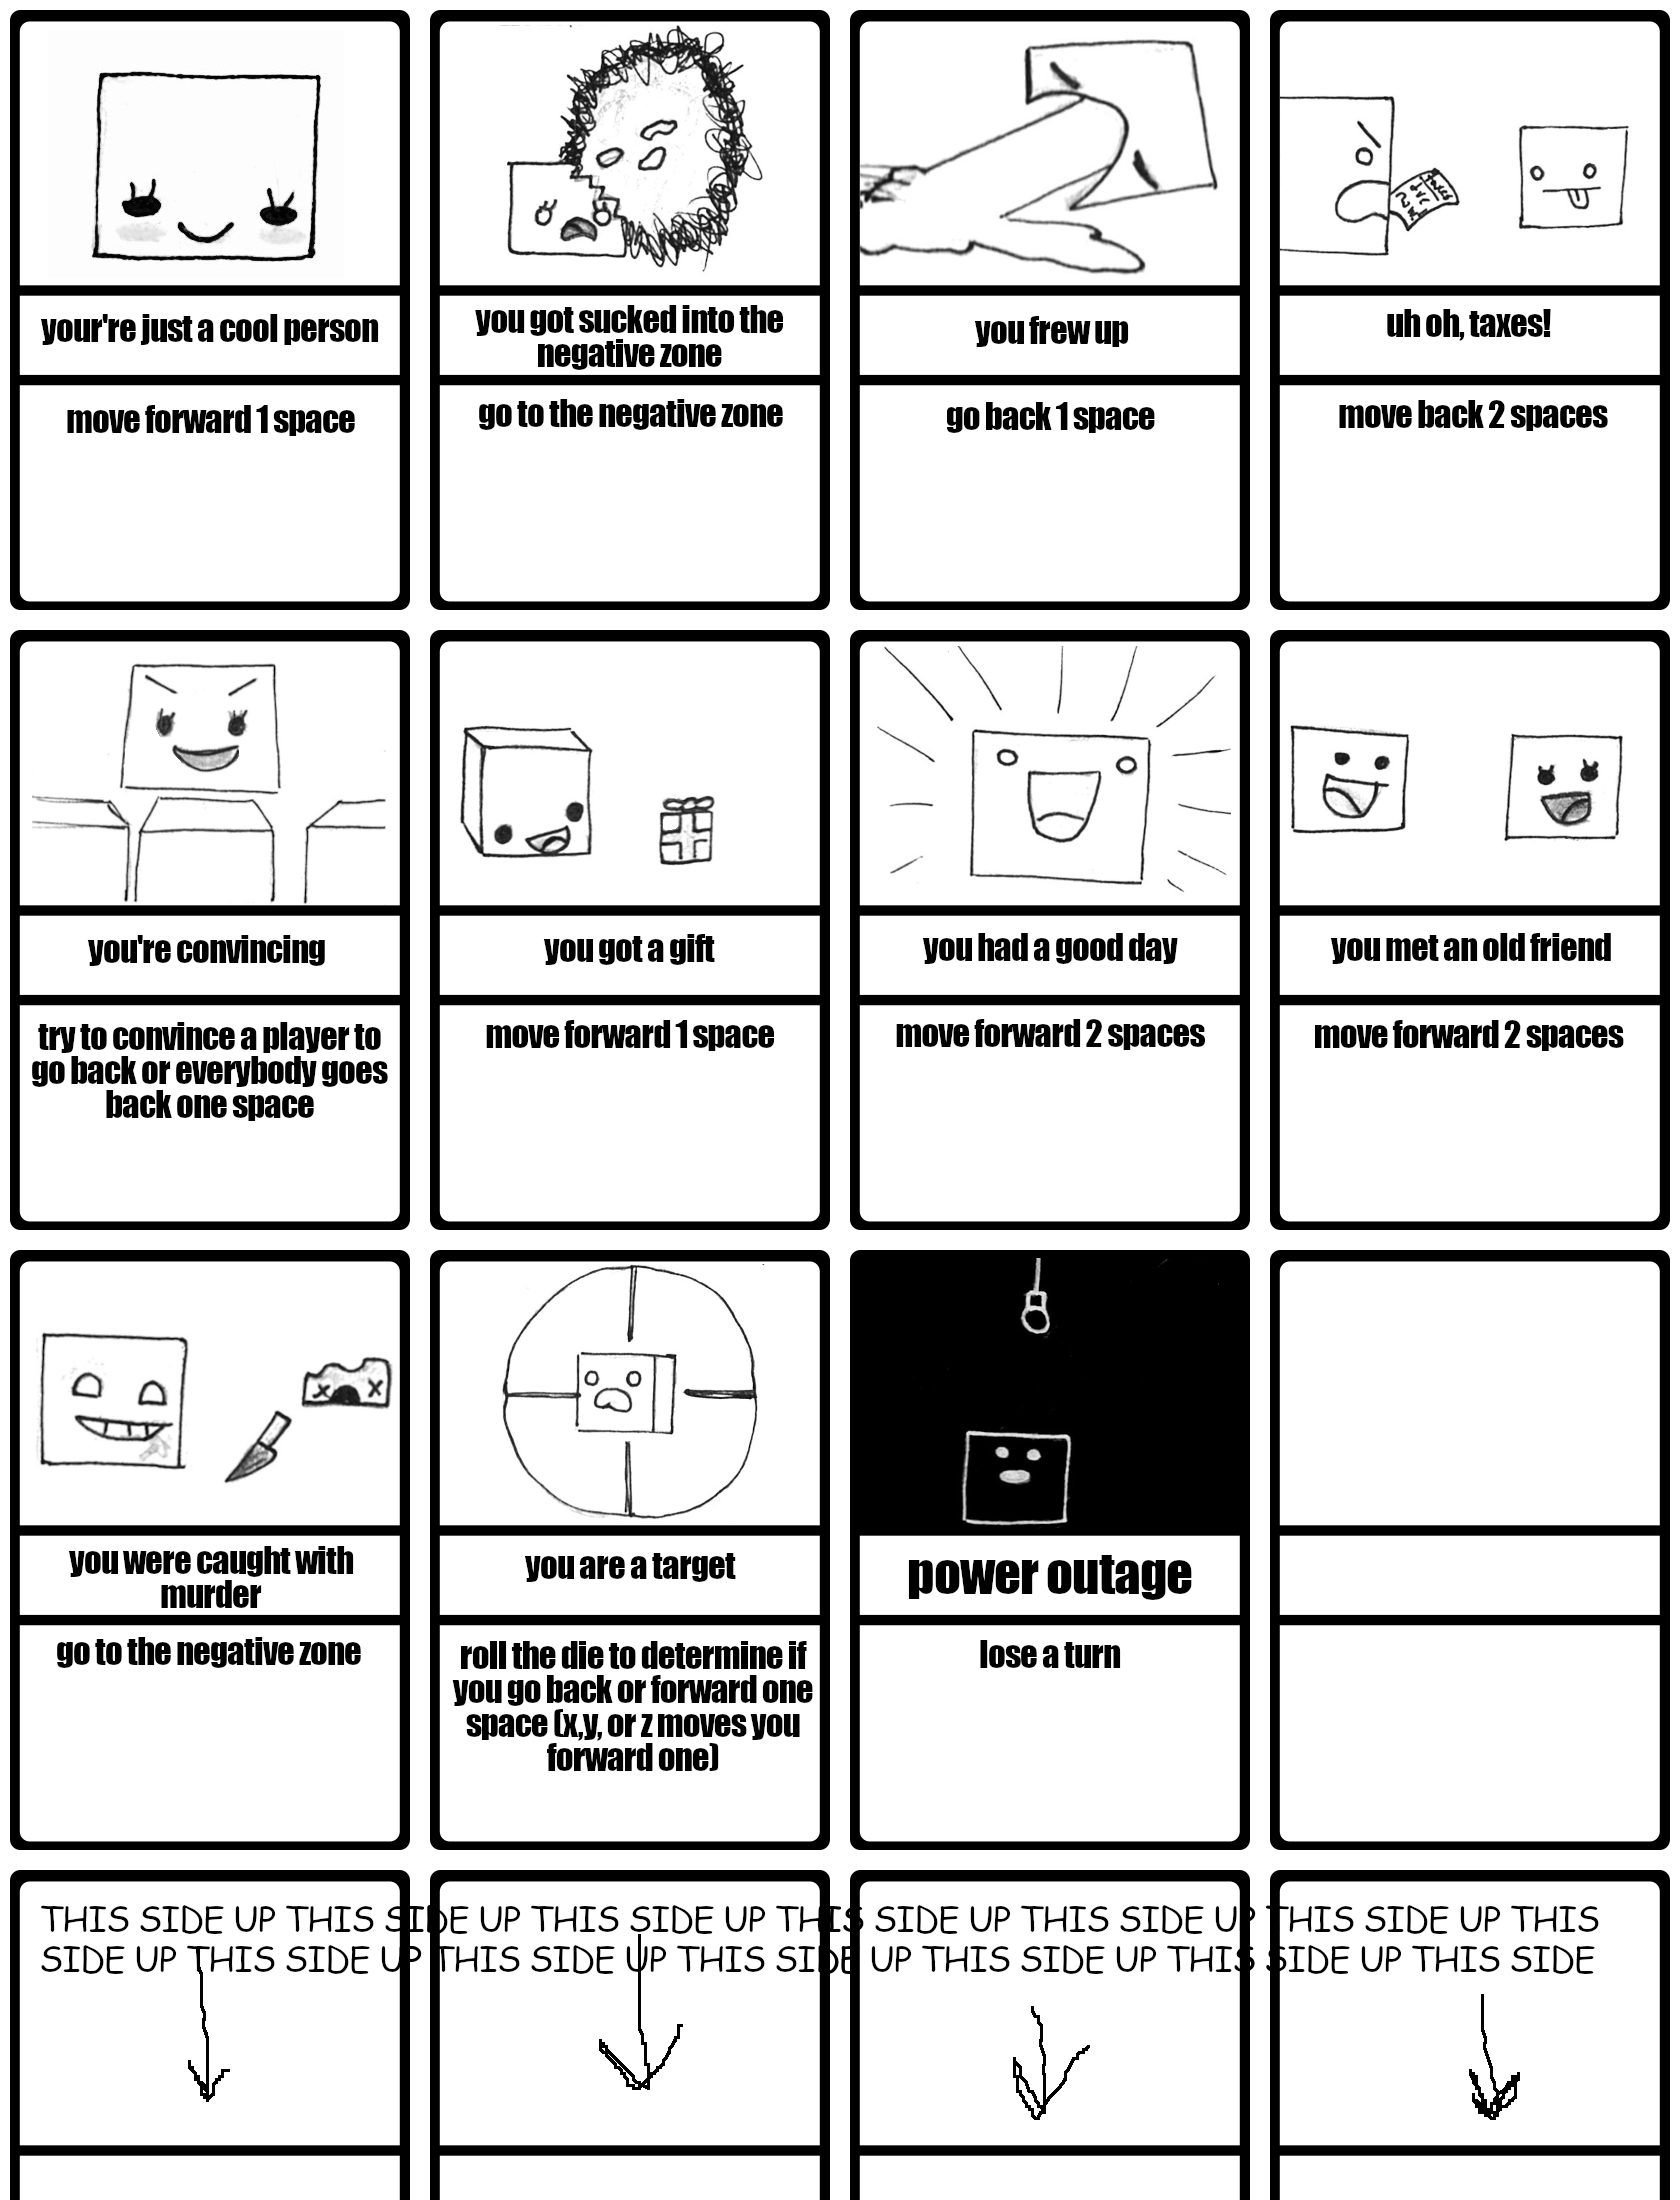 your're just a cool person
move forward 1 space
you got sucked into the
negative zone
go to the negative zone
you frew up
go back 1 space
uh oh, taxes!
move back 2 spaces
you're convincing
try to convince a player to
go back or everybody goes
back one space
you got a gift
move forward 1 space
you had a good day
move forward 2 spaces
you met an old friend
move forward 2 spaces
you were caught with
murder
go to the negative zone
you are a target
roll the die to determine if
you go back or forward one
space (x,y, or z moves you
forward one)
power outage
lose a turn
THIS SIDE UP THIS SIDE UP THIS SIDE UP THIS SIDE UP THIS SIDE UP THIS SIDE UP THIS
SIDE UP THIS SIDE UP THIS SIDE UP THIS SIDE UP THIS SIDE UP THIS SIDE UP THIS SIDE